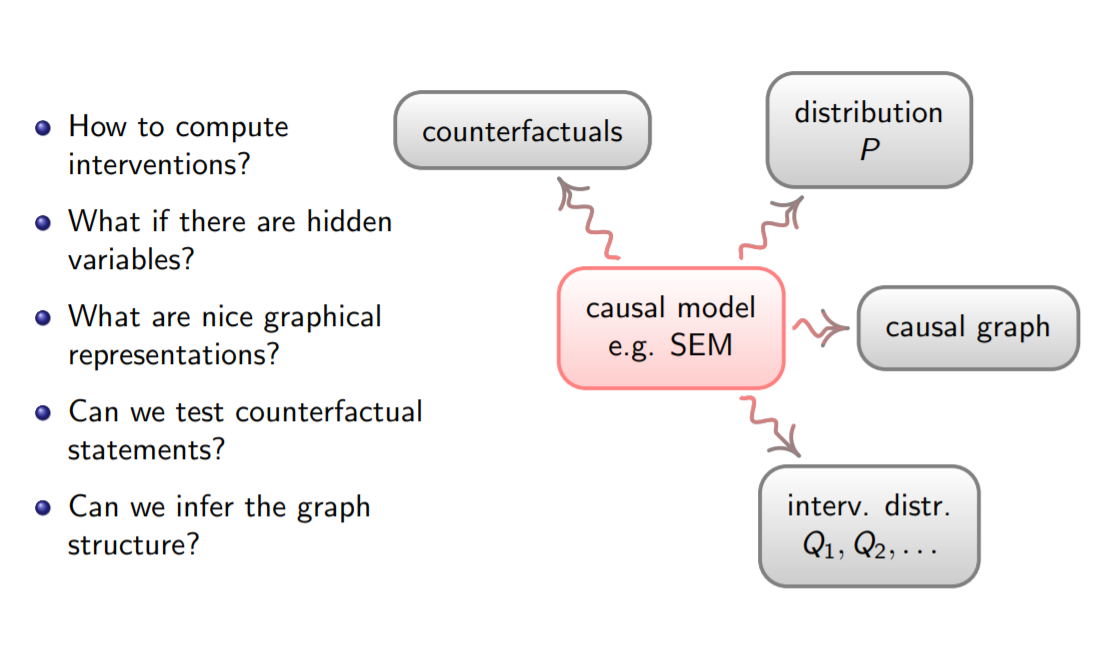 How to compute
interventions?
What if there are hidden
variables?
What are nice graphical
representations?
Can we test counterfactual
statements?
Can we infer the graph
structure?
counterfactuals
distribution
P
causal model
e.g. SEM
causal graph
interv. distr.
Q₁, Q₂, . . .